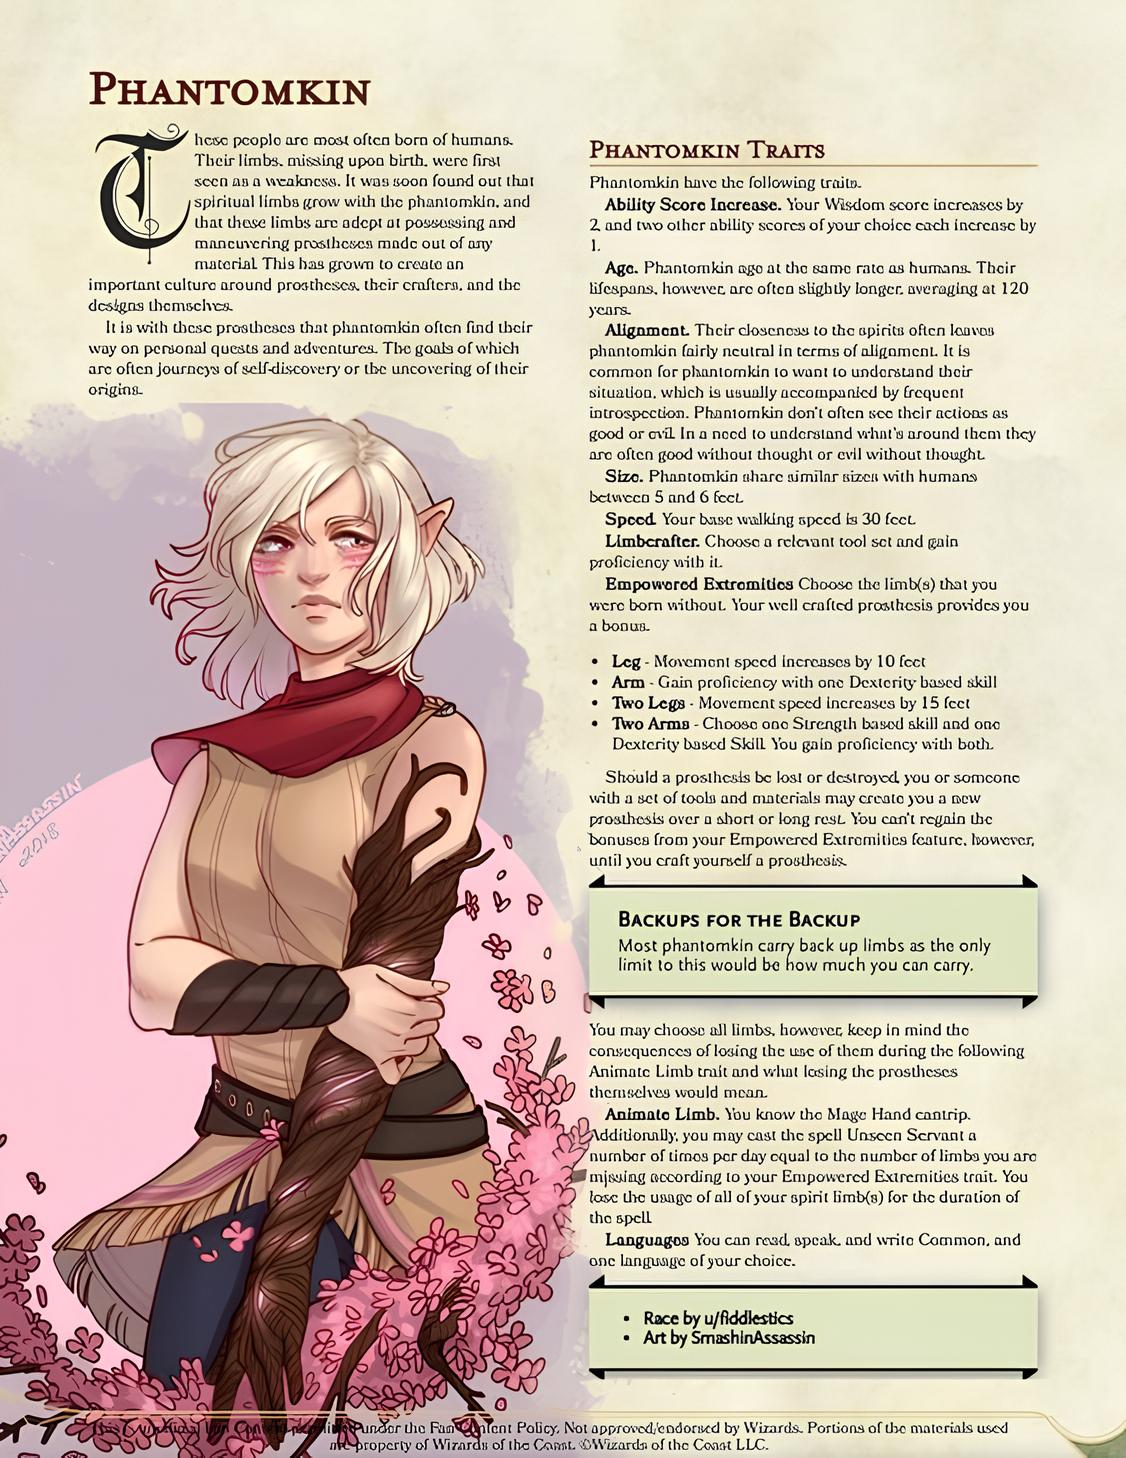 PHANTOMKIN
These people are most often born of humans.
Their limbs, missing upon birth, were first
seen as a weakness. It was soon found out that
spiritual limbs grow with the phantomkin, and
that these limbs are adept at possessing and
maneuvering prostheses made out of any
material. This has grown to create an
important culture around prostheses, their crafters, and the
designs themselves.
It is with these prostheses that phantomkin often find their
way on personal quests and adventures. The goals of which
are often journeys of self-discovery or the uncovering of their
origins.
ASSASSIN
2018
PHANTOMKIN TRAITS
Phantomkin have the following traits.
Ability Score Increase. Your Wisdom score increases by
2, and two other ability scores of your choice each increase by
1.
Age. Phantomkin age at the same rate as humans. Their
lifespans, however, are often slightly longer, averaging at 120
years.
Alignment. Their closeness to the spirits often leaves
phantomkin fairly neutral in terms of alignment. It is
common for phantomkin to want to understand their
situation, which is usually accompanied by frequent
introspection. Phantomkin don't often see their actions as
good or evil. In a need to understand what's around them they
are often good without thought or evil without thought.
Size. Phantomkin share similar sizes with humans
between 5 and 6 feet.
Speed. Your base walking speed is 30 feet.
Limbcrafter. Choose a relevant tool set and gain
proficiency with it.
Empowered Extremities Choose the limb(s) that you
were born without. Your well crafted prosthesis provides you
a bonus.
• Leg - Movement speed increases by 10 feet
• Arm - Gain proficiency with one Dexterity based skill
• Two Legs - Movement speed increases by 15 feet
• Two Arms - Choose one Strength based skill and one
Dexterity based Skill. You gain proficiency with both.
Should a prosthesis be lost or destroyed, you or someone
with a set of tools and materials may create you a new
prosthesis over a short or long rest. You can't regain the
bonuses from your Empowered Extremities feature, however,
until you craft yourself a prosthesis.
BACKUPS FOR THE BACKUP
Most phantomkin carry back up limbs as the only
limit to this would be how much you can carry.
You may choose all limbs, however, keep in mind the
consequences of losing the use of them during the following
Animate Limb trait and what losing the prostheses
themselves would mean.
Animate Limb. You know the Mage Hand cantrip.
Additionally, you may cast the spell Unseen Servant a
number of times per day equal to the number of limbs you are
missing according to your Empowered Extremities trait. You
lose the usage of all of your spirit limb(s) for the duration of
the spell.
Languages You can read, speak, and write Common, and
one language of your choice.
• Race by u/fiddlestics
• Art by SmashinAssassin
This is unofficial Fan Content permitted under the Fan Content Policy. Not approved/endorsed by Wizards. Portions of the materials used
are property of Wizards of the Coast. ©Wizards of the Coast LLC.